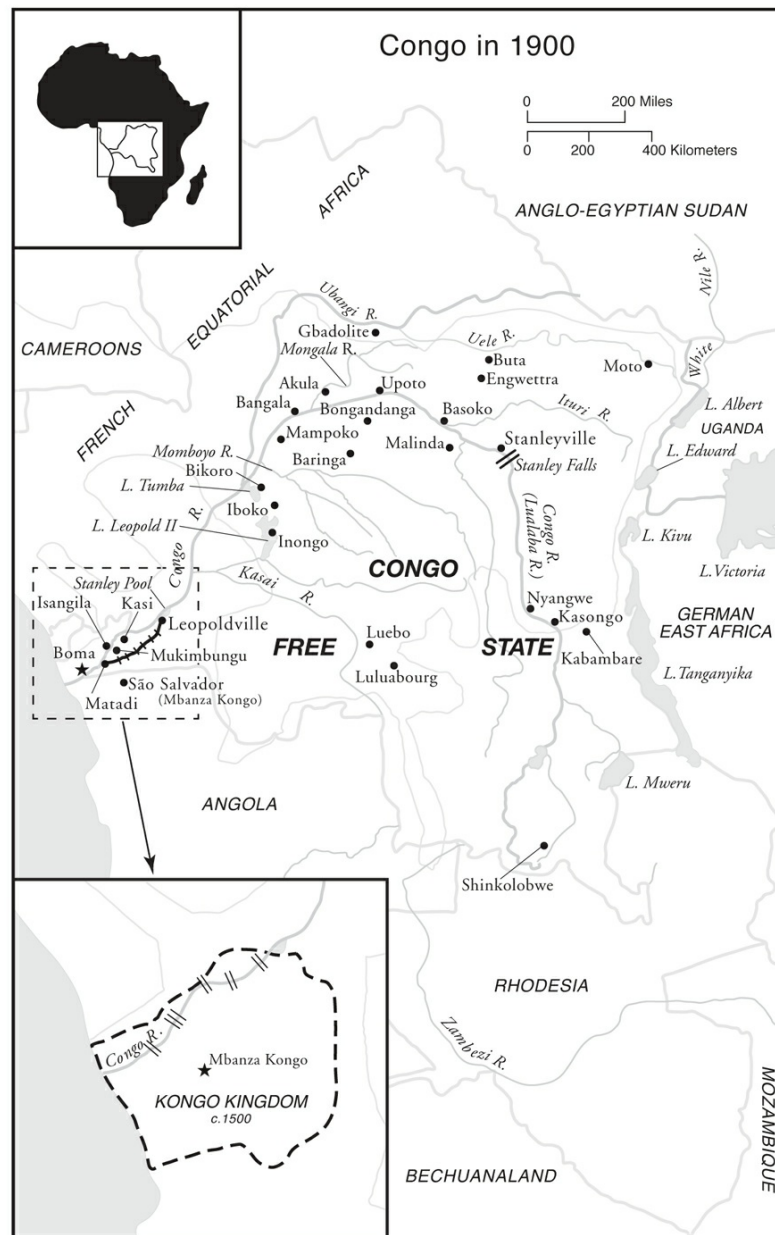 Congo in 1900
0 200 Miles
0 200 400 Kilometers
AFRICA
ANGLO-EGYPTIAN SUDAN
Nile R.
White
EQUATORIAL
Ubangi R.
CAMEROONS
Gbadolite
Mongala R.
Uele R.
Buta
Engwettra
Moto
Akula
Upoto
Bangala
Bongandanga
Basoko
Ituri R.
L. Albert
UGANDA
FRENCH
Mampoko
Malinda
Stanleyville
L. Edward
Momboyo R.
Baringa
Stanley Falls
Bikoro
L. Tumba
Iboko
L. Leopold II
Inongo
Congo R.
Congo R.
(Lualaba R.)
L. Kivu
CONGO
L.Victoria
Stanley Pool
Kasai R.
Isangila
Kasi
Leopoldville
Nyangwe
Kasongo
GERMAN
EAST AFRICA
Boma
Mukimbungu
FREE
Luebo
STATE
Kabambare
Luluabourg
L.Tanganyika
São Salvador
(Mbanza Kongo)
Matadi
L. Mweru
ANGOLA
Shinkolobwe
RHODESIA
Zambezi R.
MOZAMBIQUE
BECHUANALAND
Congo R.
Mbanza Kongo
KONGO KINGDOM
c.1500